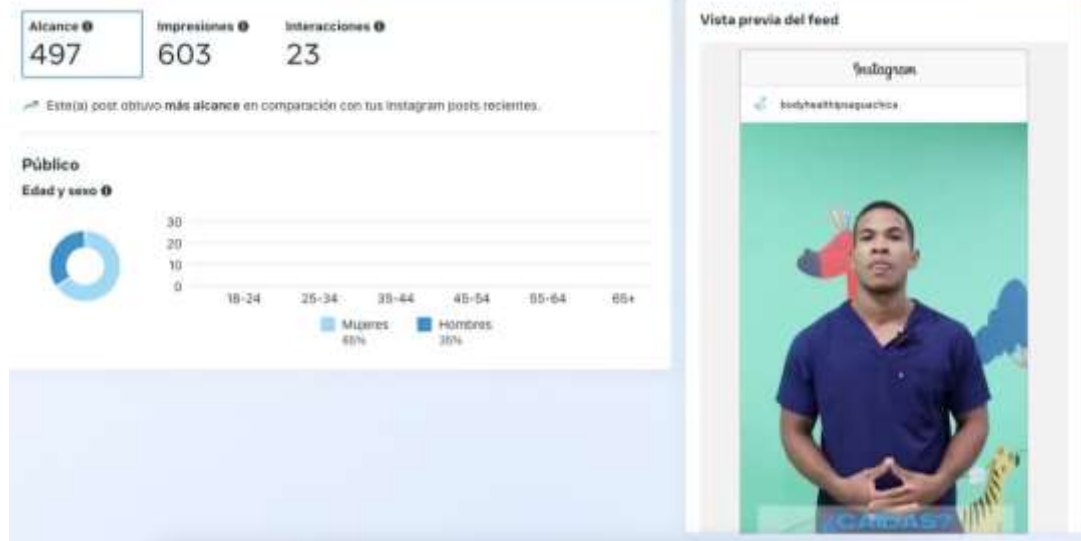 Alcance
497
Impresiones
603
Interacciones
23
Este(a) post obtuvo más alcance en comparación con tus Instagram posts recientes.
Público
Edad y sexo
30
20
10
0
18-24 25-34 35-44 45-54 55-64 65+
Mujeres
65%
Hombres
35%
Vista previa del feed
Instagram
¿CAIDAS?